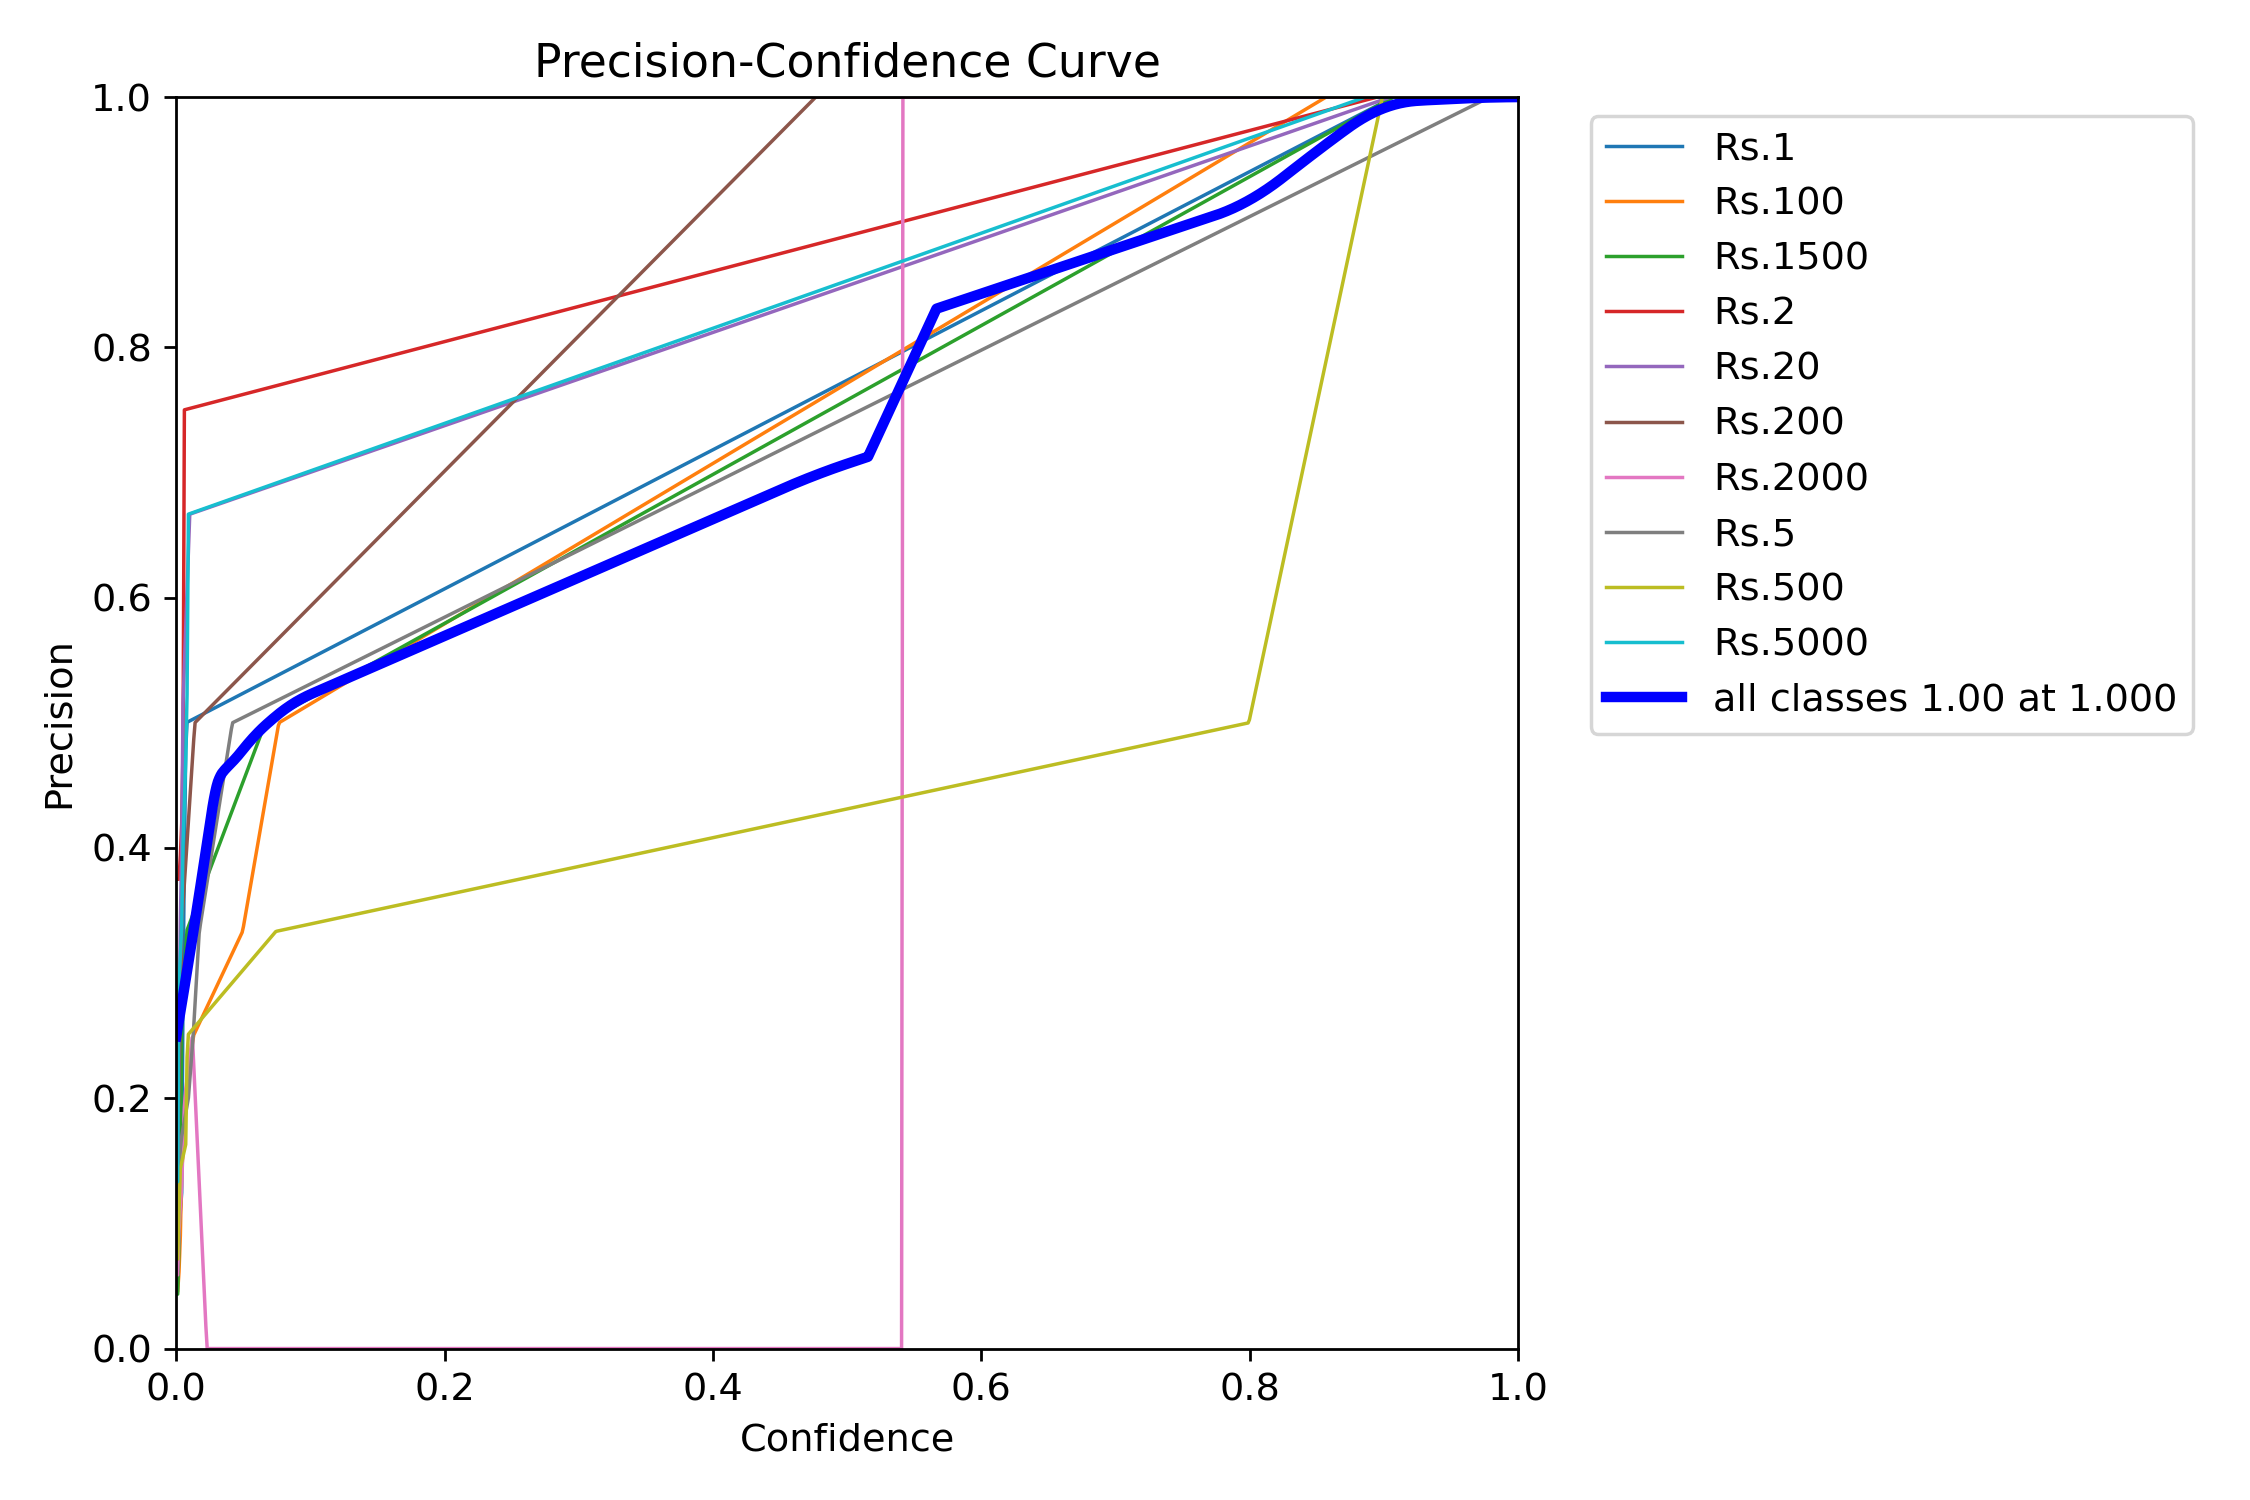 Precision-Confidence Curve
1.0
0.8
0.6
0.4
0.2
0.0
Precision
0.0 0.2 0.4 0.6 0.8 1.0
Confidence
Rs.1
Rs.100
Rs.1500
Rs.2
Rs.20
Rs.200
Rs.2000
Rs.5
Rs.500
Rs.5000
all classes 1.00 at 1.000